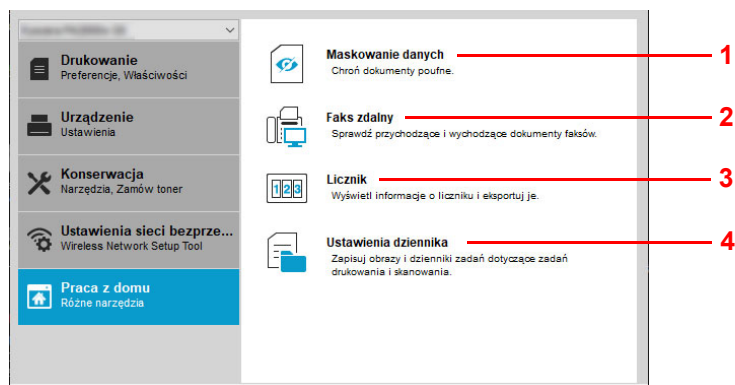 Drukowanie
Preferencje, Właściwości
Urządzenie
Ustawienia
Konserwacja
Narzędzia, Zamów toner
Ustawienia sieci bezprze...
Wireless Network Setup Tool
Praca z domu
Różne narzędzia
Maskowanie danych
Chroń dokumenty poufne.
1
Faks zdalny
Sprawdź przychodzące i wychodzące dokumenty faksów.
2
123
Licznik
Wyświetl informacje o liczniku i eksportuj je.
3
Ustawienia dziennika
Zapisuj obrazy i dzienniki zadań dotyczące zadań
drukowania i skanowania.
4